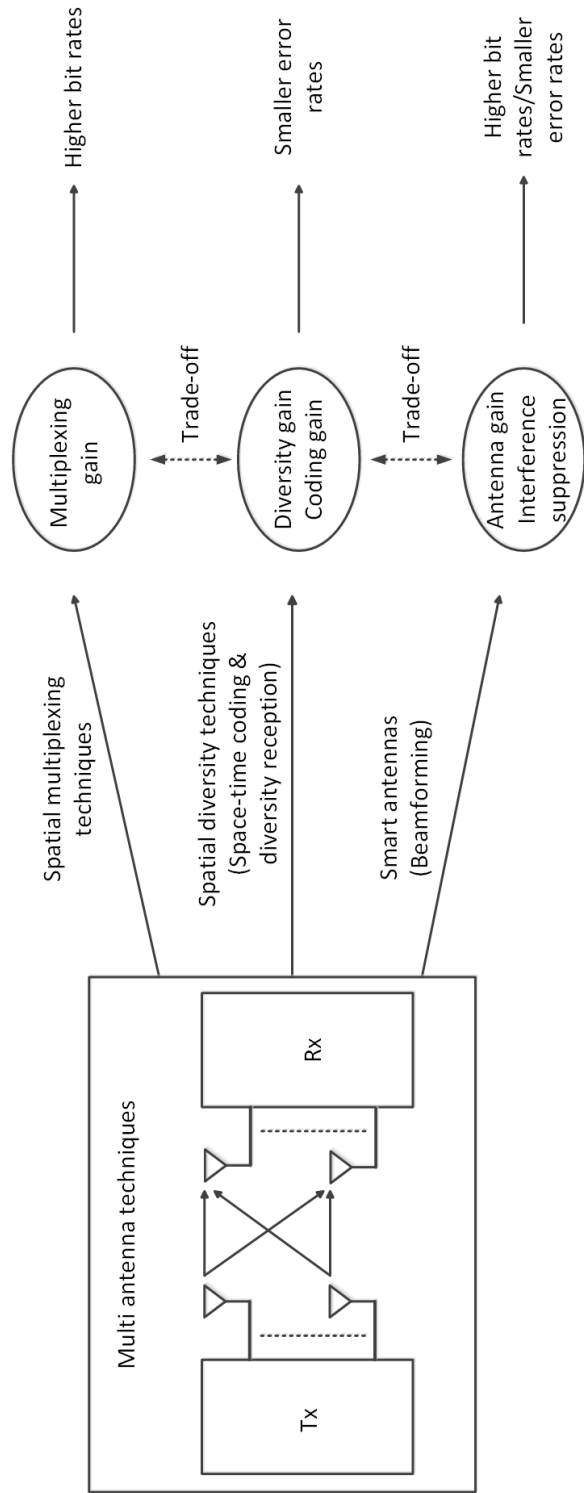 Multi antenna techniques
Tx
Rx
Spatial multiplexing
techniques
Spatial diversity techniques
(Space-time coding &
diversity reception)
Smart antennas
(Beamforming)
Multiplexing
gain
Trade-off
Diversity gain
Coding gain
Trade-off
Antenna gain
Interference
suppression
Higher bit rates
Smaller error
rates
Higher bit
rates/Smaller
error rates